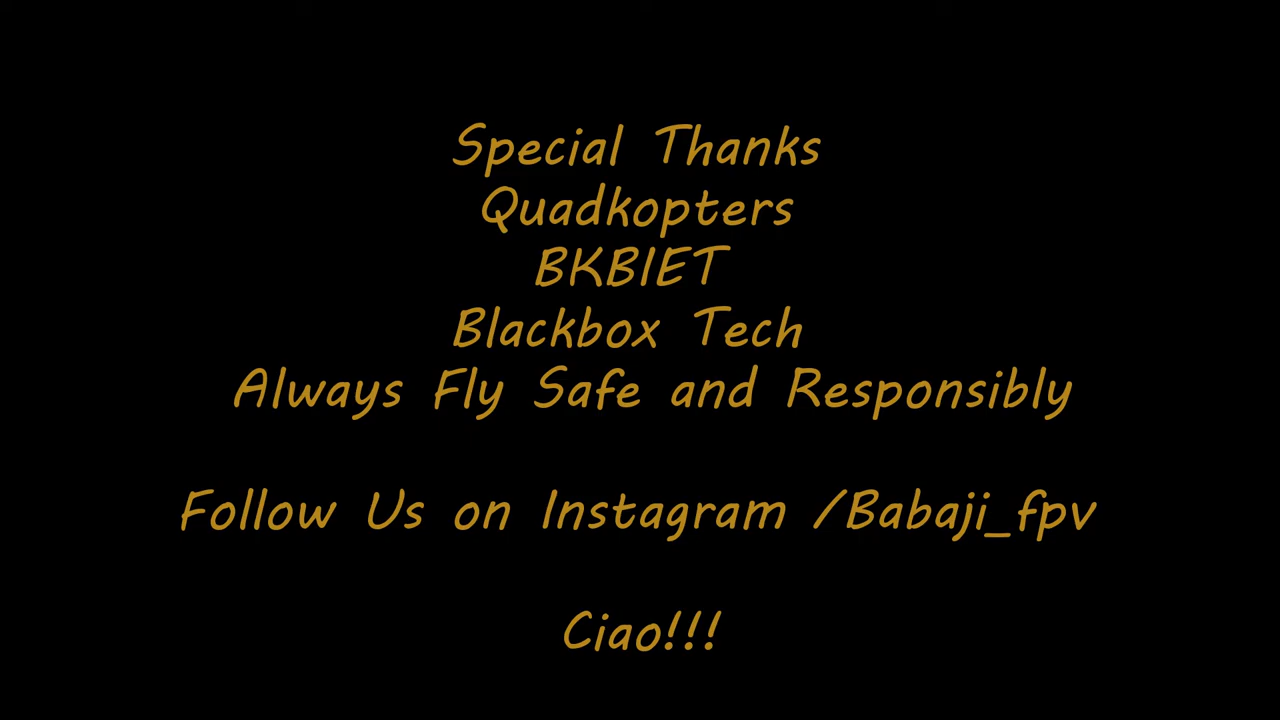 Special Thanks
Quadkopters
BKBIET
Blackbox Tech
Always Fly Safe and Responsibly
Follow Us on Instagram /Babaji_fpv
Ciao!!!